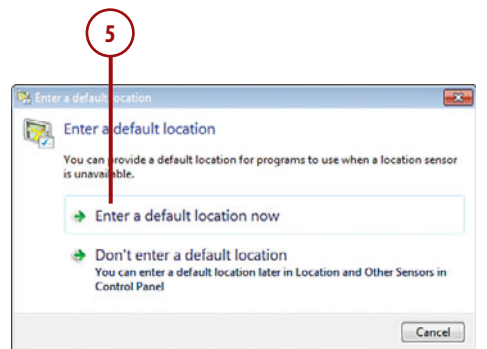 5
Enter a default location
Enter a default location
You can provide a default location for programs to use when a location sensor
is unavailable.
Enter a default location now
Don't enter a default location
You can enter a default location later in Location and Other Sensors in
Control Panel
Cancel